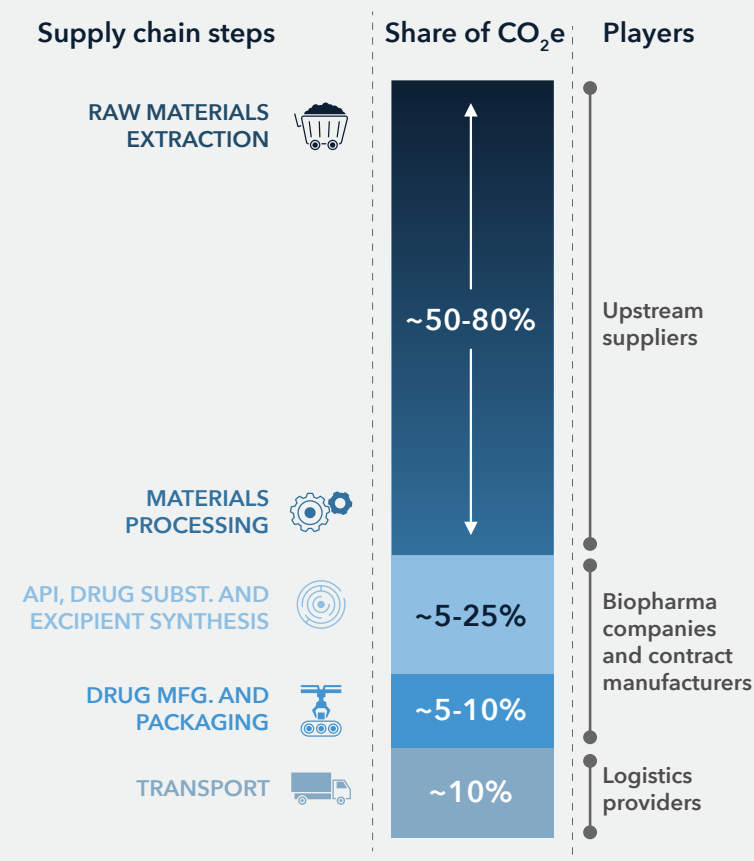 Supply chain steps
Share of CO2e
Players
RAW MATERIALS
EXTRACTION
~50-80%
Upstream
suppliers
MATERIALS
PROCESSING
API, DRUG SUBST. AND
EXCIPIENT SYNTHESIS
~5-25%
Biopharma
companies
and contract
manufacturers
DRUG MFG. AND
PACKAGING
~5-10%
TRANSPORT
~10%
Logistics
providers